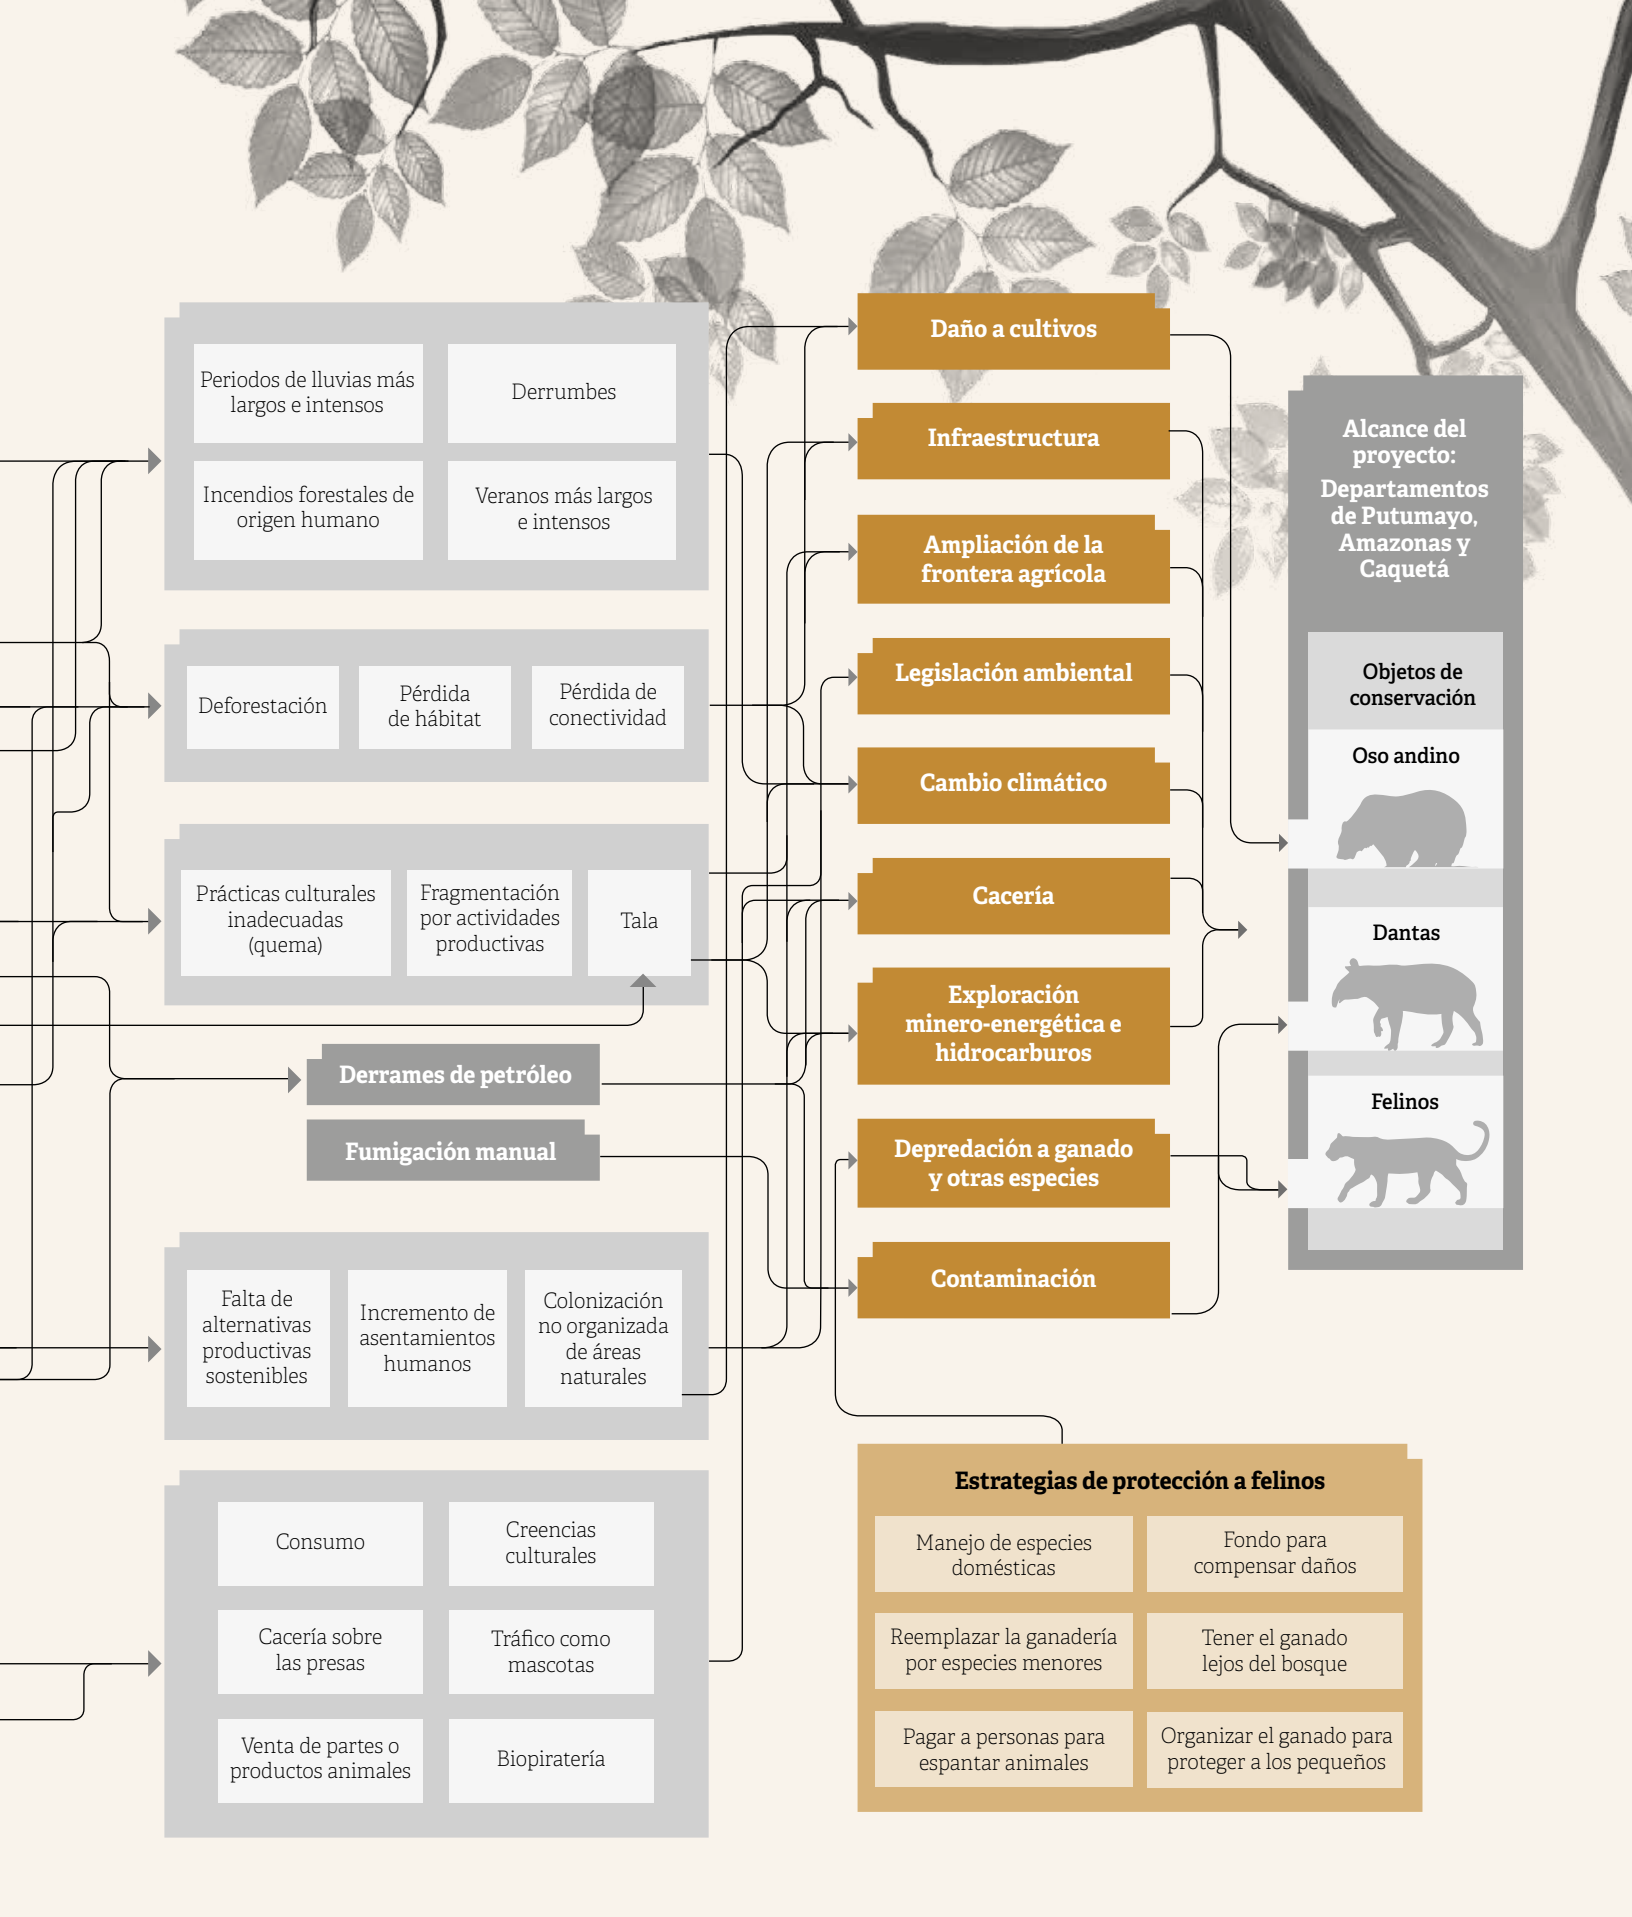 Periodos de lluvias más
largos e intensos
Derrumbes
Incendios forestales de
origen humano
Veranos más largos
e intensos
Deforestación
Pérdida
de hábitat
Pérdida de
conectividad
Prácticas culturales
inadecuadas
(quema)
Fragmentación
por actividades
productivas
Tala
Derrames de petróleo
Fumigación manual
Falta de
alternativas
productivas
sostenibles
Incremento de
asentamientos
humanos
Colonización
no organizada
de áreas
naturales
Consumo
Creencias
culturales
Cacería sobre
las presas
Tráfico como
mascotas
Venta de partes o
productos animales
Biopiratería
Daño a cultivos
Infraestructura
Ampliación de la
frontera agrícola
Legislación ambiental
Cambio climático
Cacería
Exploración
minero-energética e
hidrocarburos
Depredación a ganado
y otras especies
Contaminación
Alcance del
proyecto:
Departamentos
de Putumayo,
Amazonas y
Caquetá
Objetos de
conservación
Oso andino
Dantas
Felinos
Estrategias de protección a felinos
Manejo de especies
domésticas
Fondo para
compensar daños
Reemplazar la ganadería
por especies menores
Tener el ganado
lejos del bosque
Pagar a personas para
espantar animales
Organizar el ganado para
proteger a los pequeños